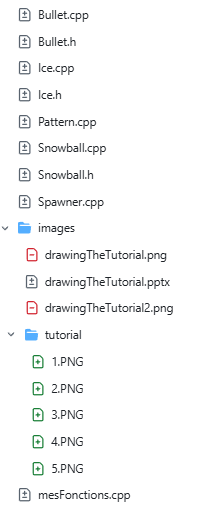 Bullet.cpp
Bullet.h
Ice.cpp
Ice.h
Pattern.cpp
Snowball.cpp
Snowball.h
Spawner.cpp
images
drawingTheTutorial.png
drawingTheTutorial.pptx
drawingTheTutorial2.png
tutorial
1.PNG
2.PNG
3.PNG
4.PNG
5.PNG
mesFonctions.cpp